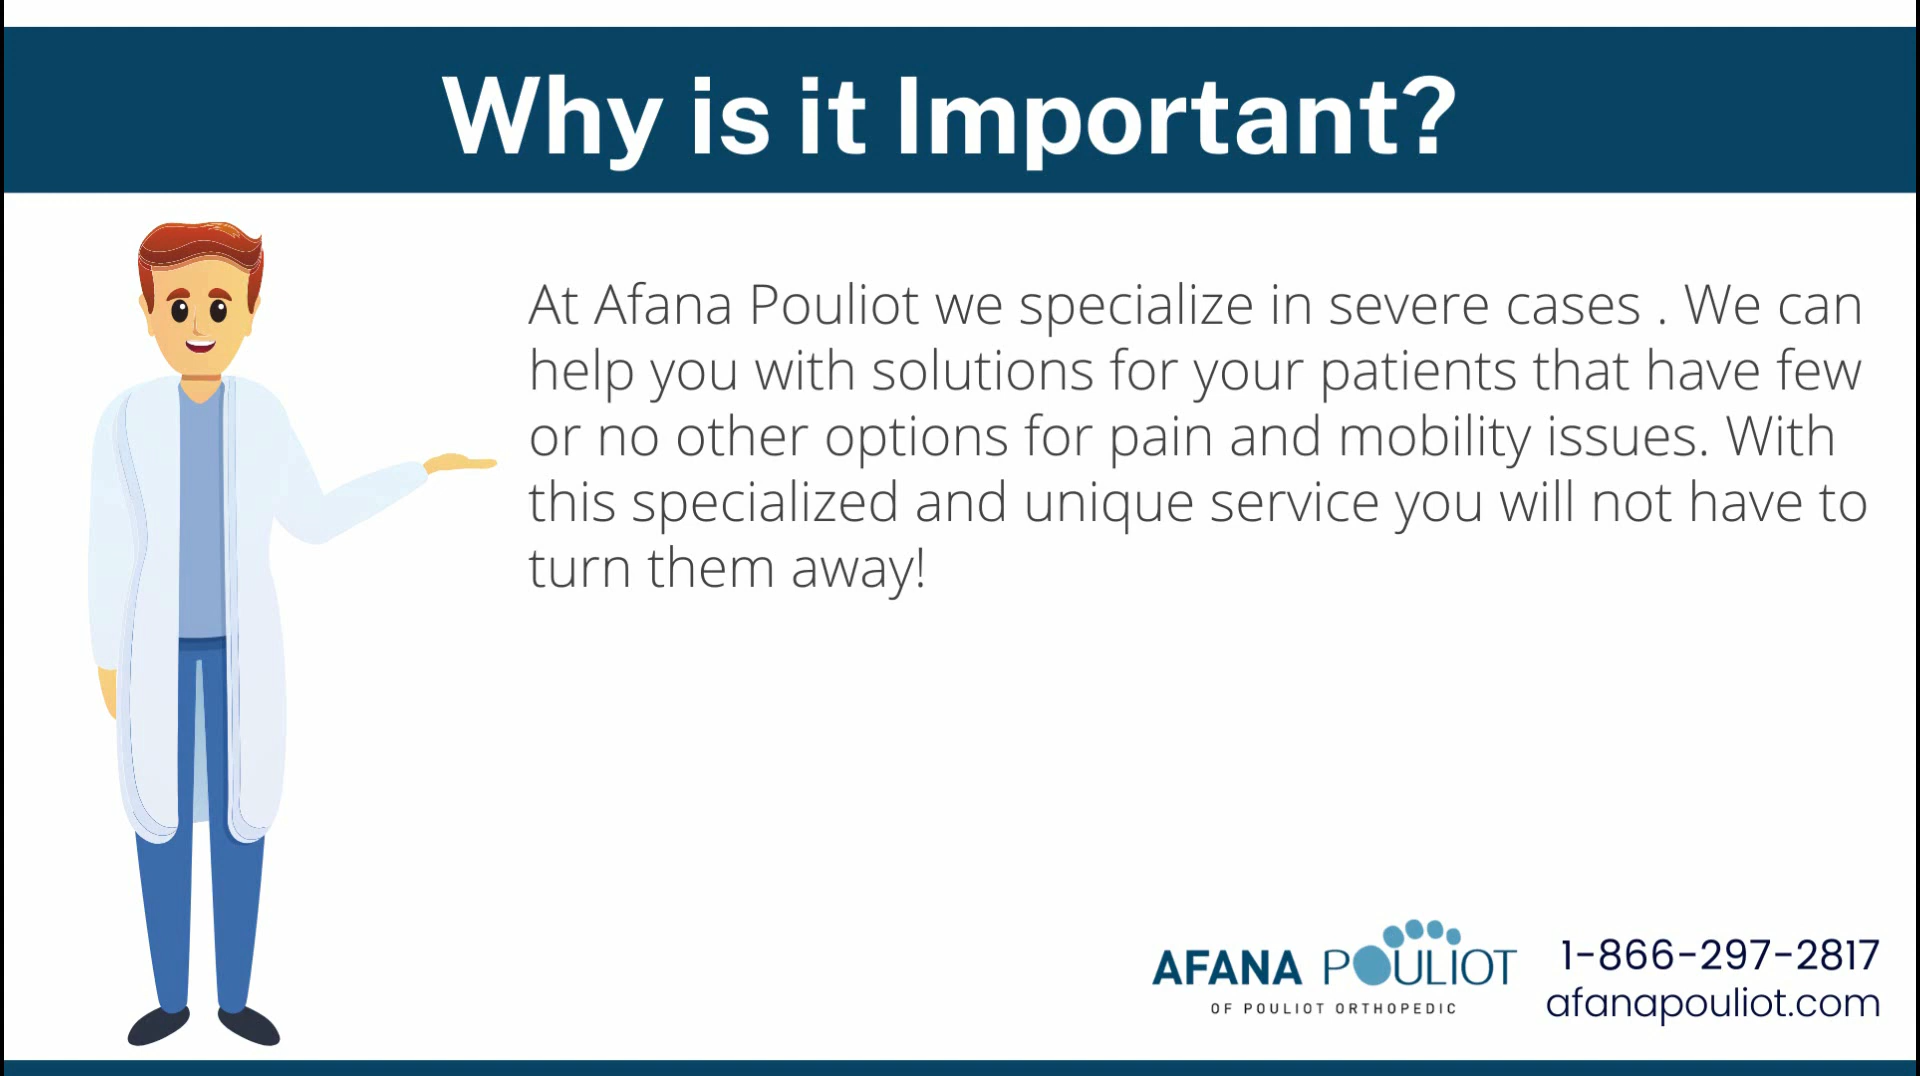 Why is it Important?
At Afana Pouliot we specialize in severe cases . We can
help you with solutions for your patients that have few
or no other options for pain and mobility issues. With
this specialized and unique service you will not have to
turn them away!
AFANA POULIOT
OF POULIOT ORTHOPEDIC
1-866-297-2817
afanapouliot.com